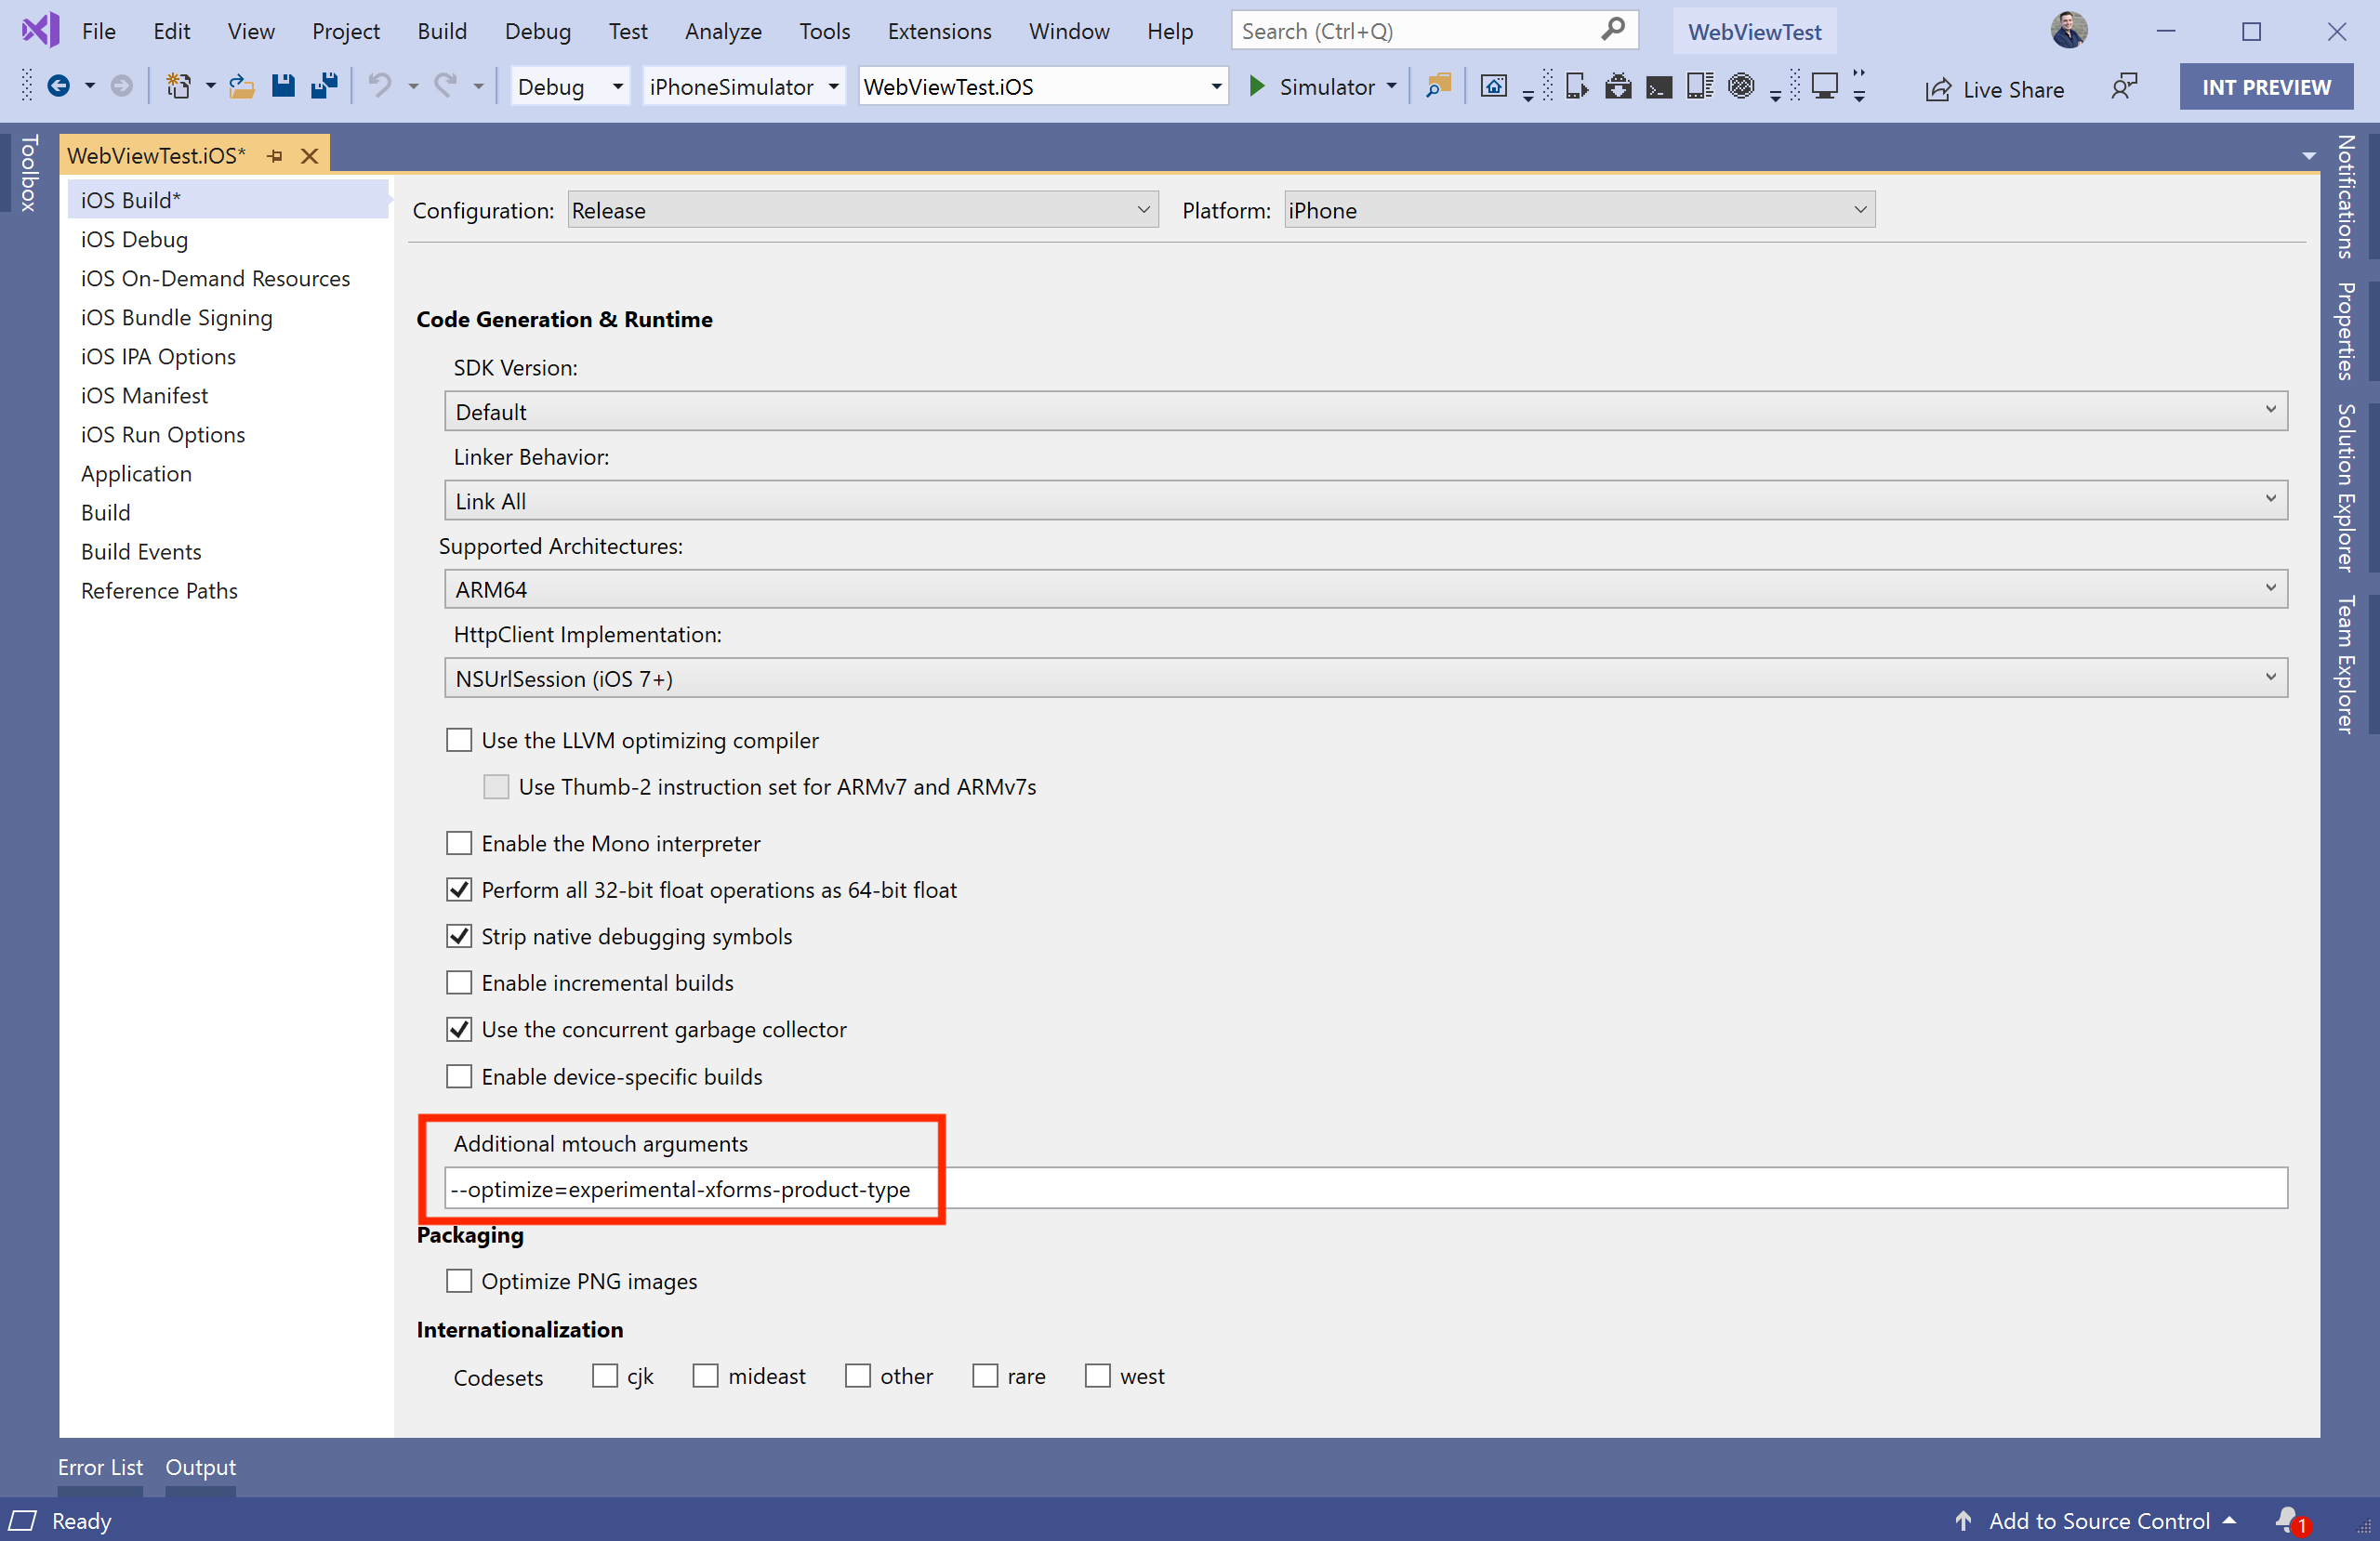 File Edit View Project Build Debug Test Analyze Tools Extensions Window Help Search (Ctrl+Q) WebViewTest
Debug iPhoneSimulator WebViewTest.iOS Simulator Live Share INT PREVIEW
Toolbox
WebViewTest.iOS*
iOS Build*
iOS Debug
iOS On-Demand Resources
iOS Bundle Signing
iOS IPA Options
iOS Manifest
iOS Run Options
Application
Build
Build Events
Reference Paths
Configuration: Release Platform: iPhone
Code Generation & Runtime
SDK Version:
Default
Linker Behavior:
Link All
Supported Architectures:
ARM64
HttpClient Implementation:
NSUrlSession (iOS 7+)
Use the LLVM optimizing compiler
Use Thumb-2 instruction set for ARMv7 and ARMv7s
Enable the Mono interpreter
Perform all 32-bit float operations as 64-bit float
Strip native debugging symbols
Enable incremental builds
Use the concurrent garbage collector
Enable device-specific builds
Additional mtouch arguments
--optimize=experimental-xforms-product-type
Packaging
Optimize PNG images
Internationalization
Codesets cjk mideast other rare west
Notifications
Properties
Solution Explorer
Team Explorer
Error List Output
Ready Add to Source Control 1